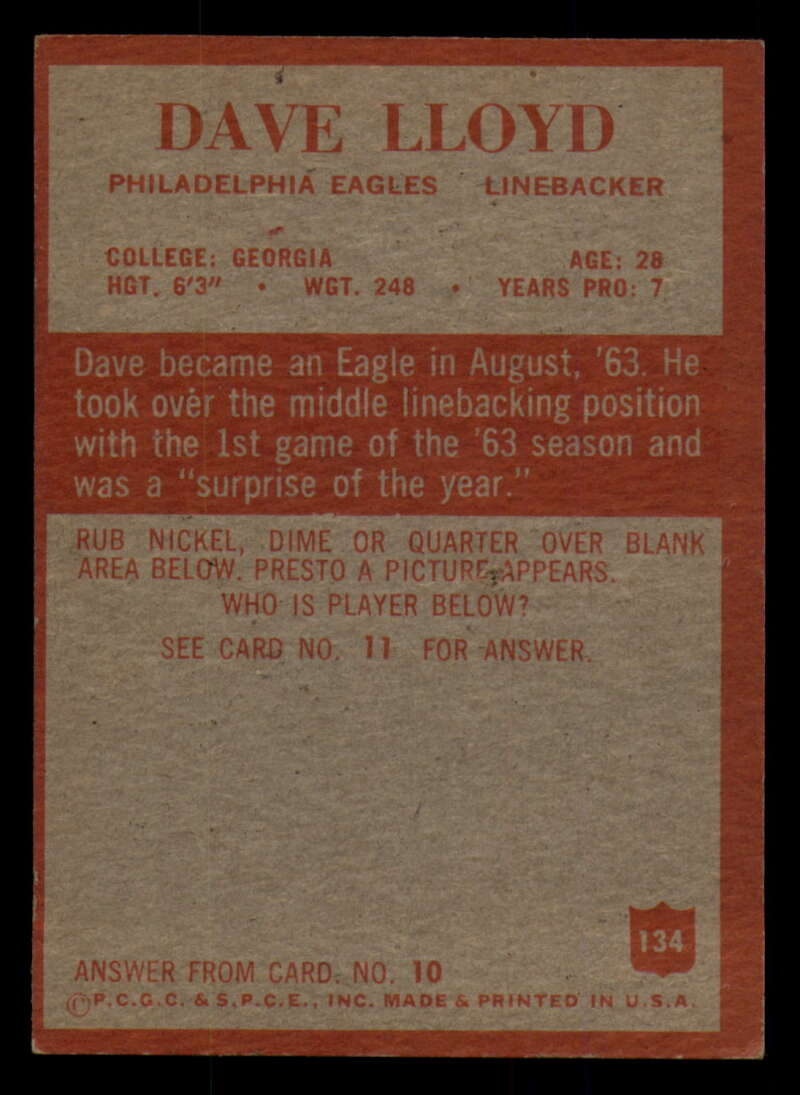 DAVE LLOYD
PHILADELPHIA EAGLES LINEBACKER
COLLEGE: GEORGIA AGE: 28
HGT. 6'3" • WGT. 248 • YEARS PRO: 7
Dave became an Eagle in August, '63. He
took over the middle linebacking position
with the 1st game of the '63 season and
was a "surprise of the year."
RUB NICKEL, DIME OR QUARTER OVER BLANK
AREA BELOW. PRESTO A PICTURE APPEARS.
WHO IS PLAYER BELOW?
SEE CARD NO. 11 FOR ANSWER.
134
ANSWER FROM CARD. NO. 10
©P.C.G.C. & S.P.C.E., INC. MADE & PRINTED IN U.S.A.